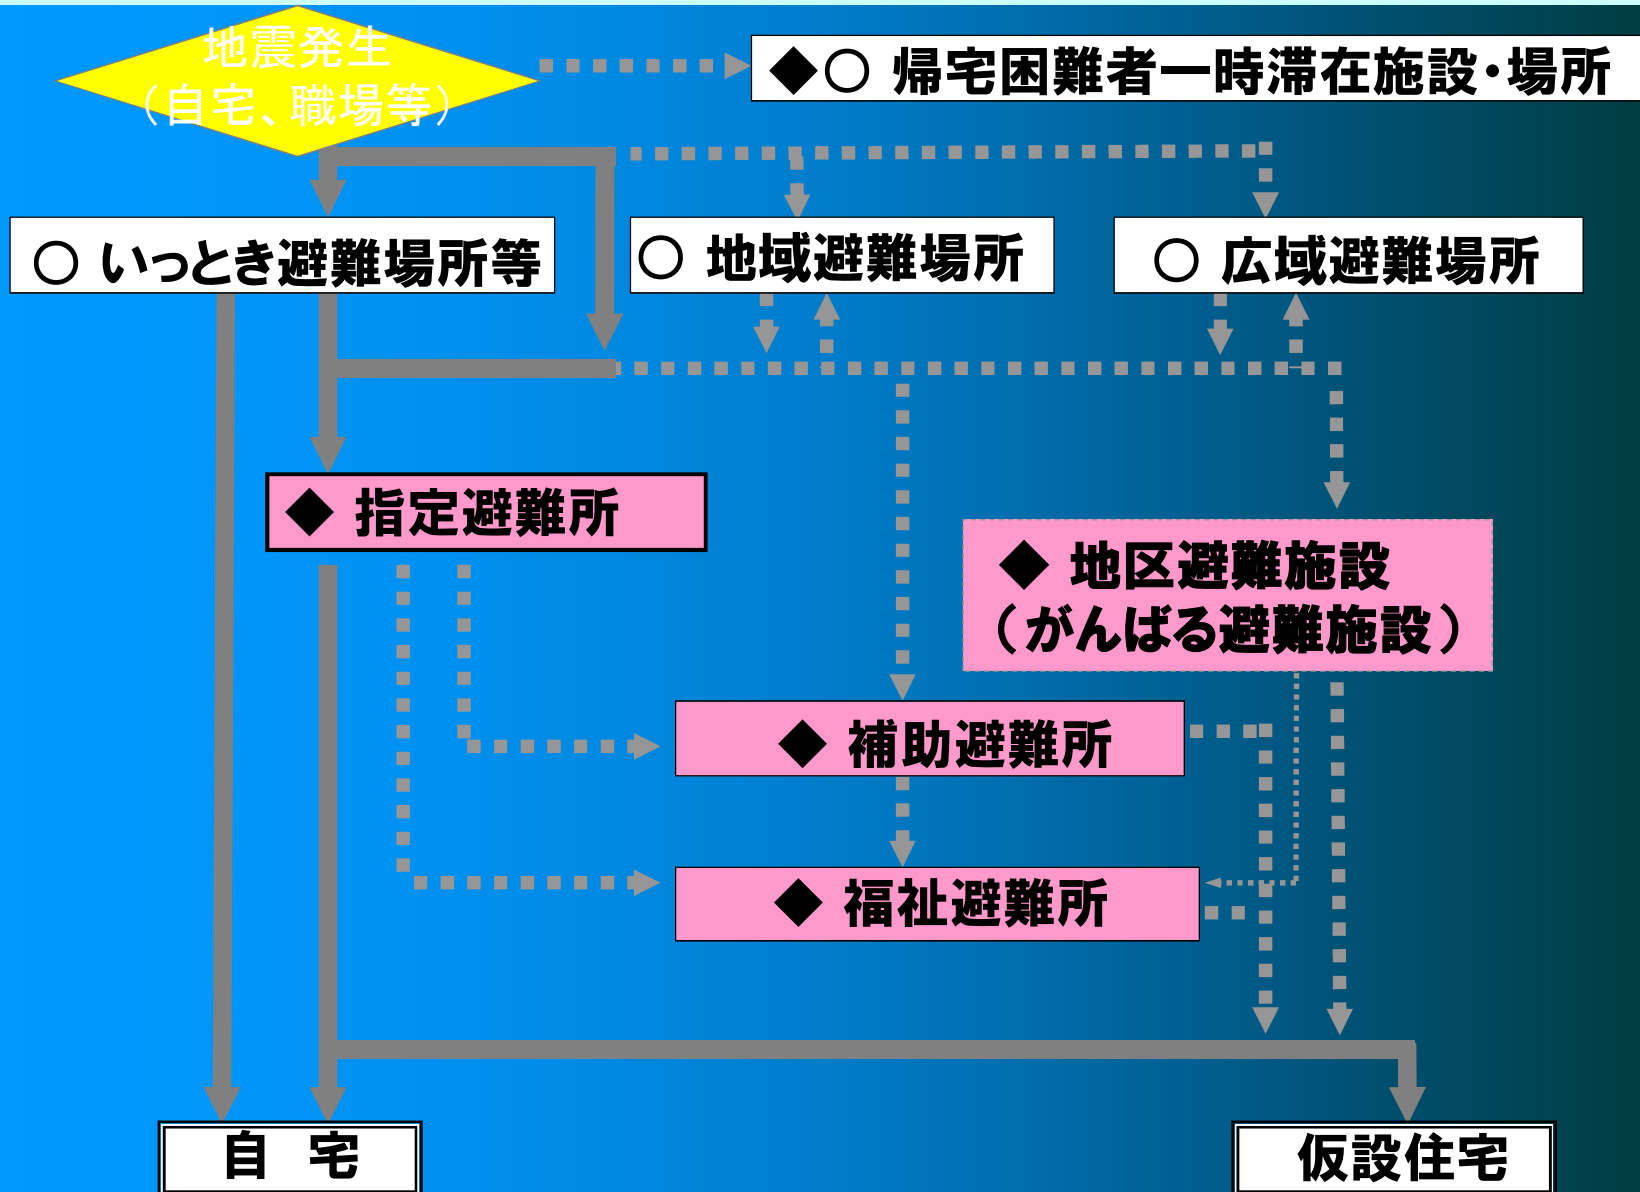 地震発生
（自宅、職場等）
◆○ 帰宅困難者一時滞在施設・場所
○ いっとき避難場所等
○ 地域避難場所
○ 広域避難場所
◆ 指定避難所
◆ 地区避難施設
（がんばる避難施設）
◆ 補助避難所
◆ 福祉避難所
自　宅
仮設住宅